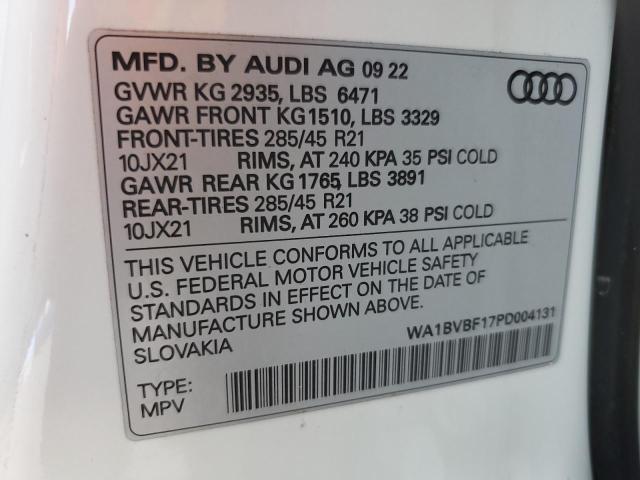 MFD. BY AUDI AG 09 22
GVWR KG 2935, LBS 6471
GAWR FRONT KG1510, LBS 3329
FRONT-TIRES 285/45 R21
10JX21 RIMS, AT 240 KPA 35 PSI COLD
GAWR REAR KG 1765, LBS 3891
REAR-TIRES 285/45 R21
10JX21 RIMS, AT 260 KPA 38 PSI COLD
THIS VEHICLE CONFORMS TO ALL APPLICABLE
U.S. FEDERAL MOTOR VEHICLE SAFETY
STANDARDS IN EFFECT ON THE DATE OF
MANUFACTURE SHOWN ABOVE.
SLOVAKIA
WA1BVBF17PD004131
TYPE:
MPV